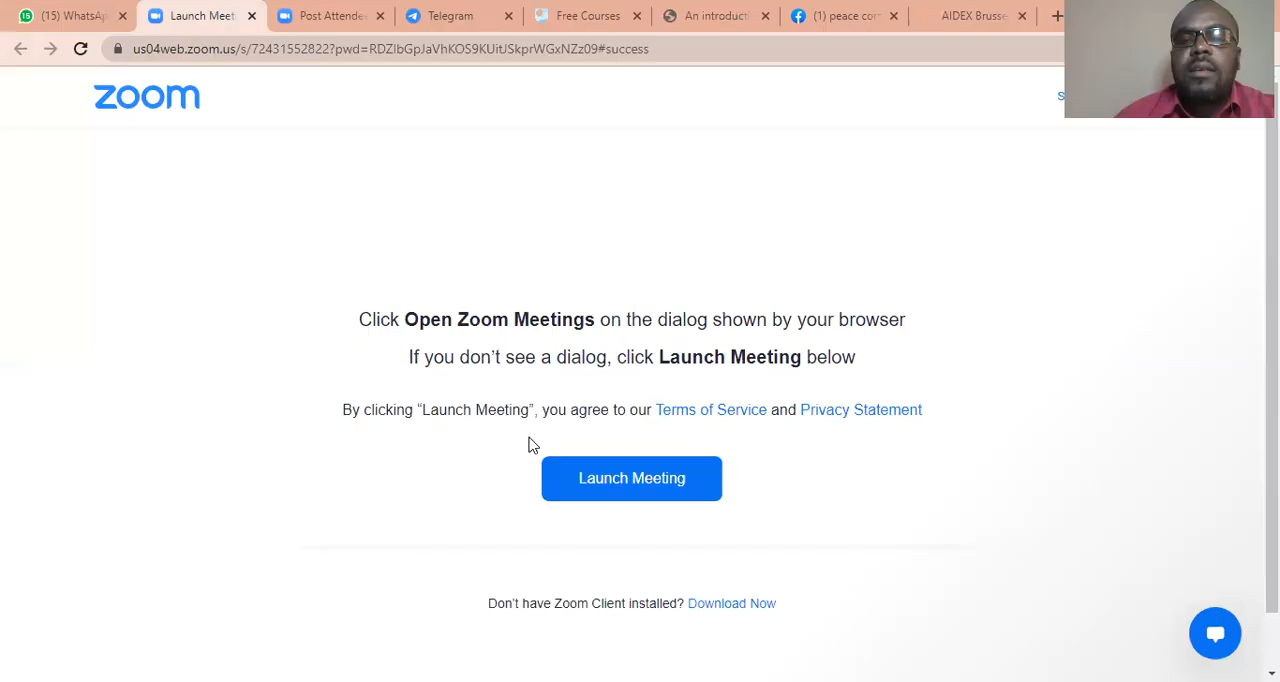 (15) WhatsAp
Launch Meet
Post Attende
Telegram
Free Courses
An introducti
(1) peace com
AIDEX Brusse
us04web.zoom.us/s/72431552822?pwd=RDZlbGpJaVhKOS9KUitJSkprWGxNZz09#success
zoom
S
Click Open Zoom Meetings on the dialog shown by your browser
If you don’t see a dialog, click Launch Meeting below
By clicking “Launch Meeting”, you agree to our Terms of Service and Privacy Statement
Launch Meeting
Don’t have Zoom Client installed? Download Now